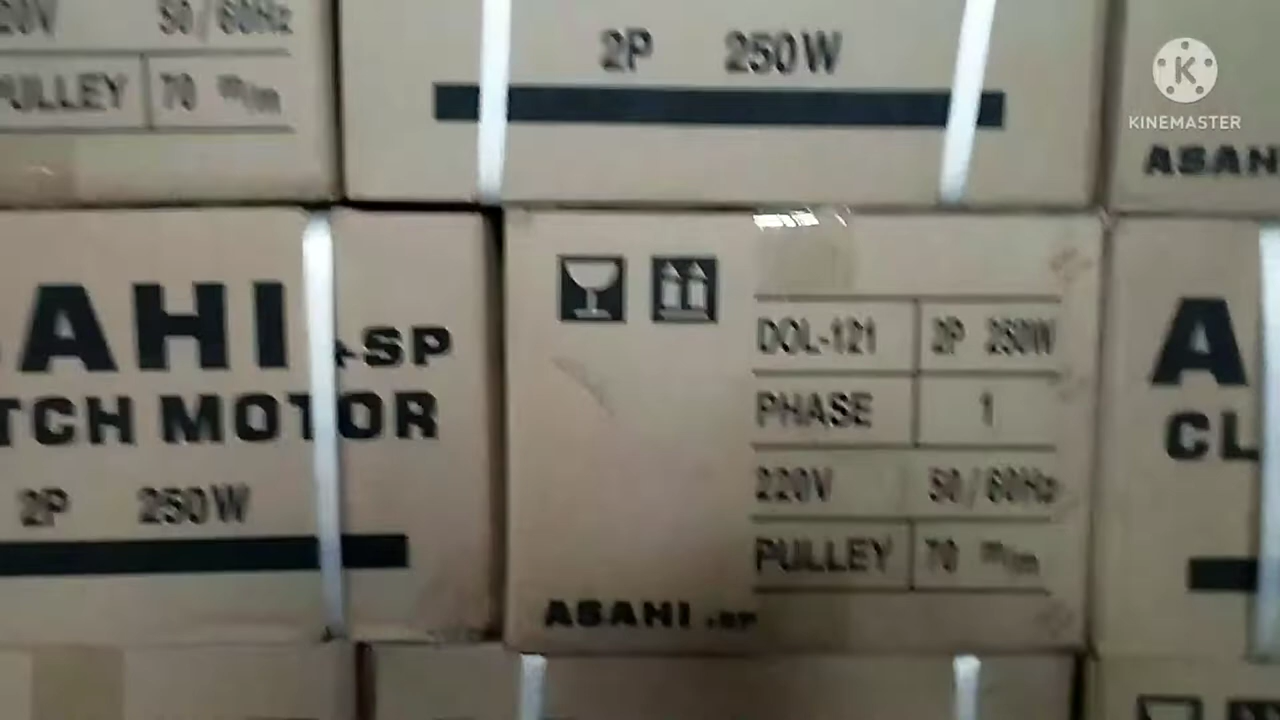 220V 50/60Hz
PULLEY 70 m/m
2P 250W
KINEMASTER
ASAH
AHI +SP
TCH MOTOR
2P 250W
DOL-121 2P 250W
PHASE 1
220V 50/60Hz
PULLEY 70 m/m
ASAHI +SP
A
CL